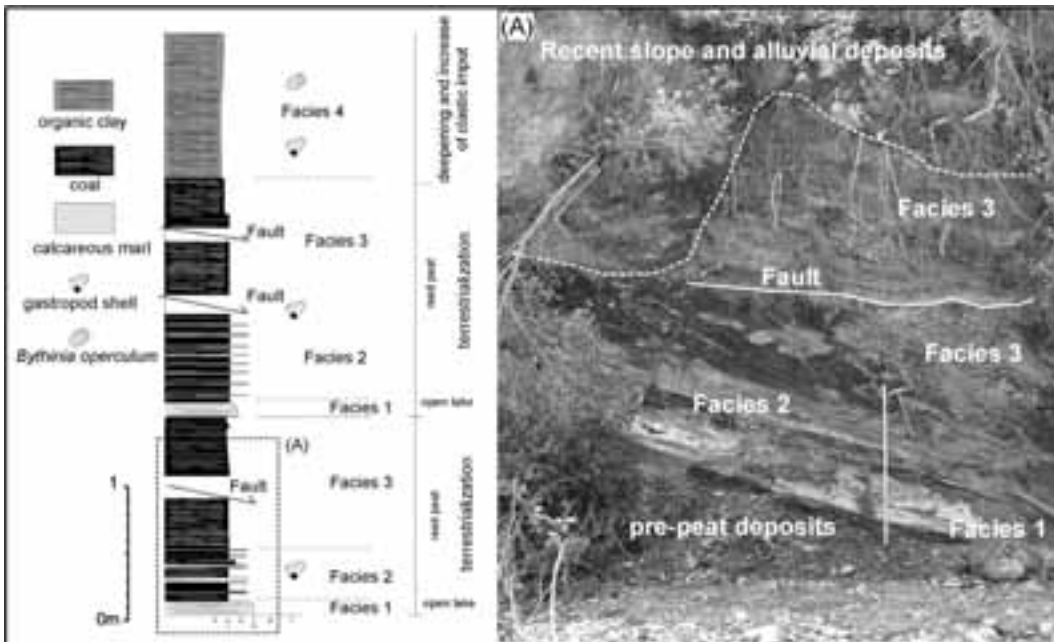 organic clay
coal
calcareous marl
gastropod shell
Bythinia operculum
1
0m
Facies 4
Fault
Facies 3
Fault
Facies 2
Facies 1
(A)
Fault
Facies 3
Facies 2
Facies 1
deepening and increase
of clastic input
reed peat
terrestrialization
open lake
reed peat
terrestrialization
open lake
(A)
Recent slope and alluvial deposits
Facies 3
Fault
Facies 3
Facies 2
pre-peat deposits
Facies 1